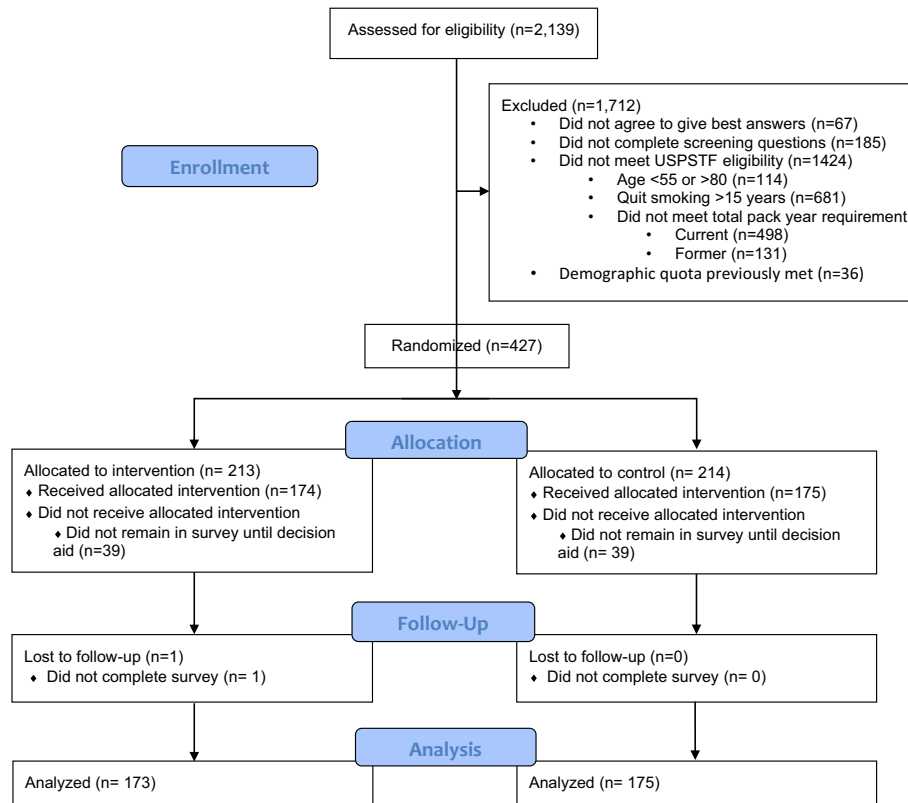 Assessed for eligibility (n=2,139)
Excluded (n=1,712)
• Did not agree to give best answers (n=67)
• Did not complete screening questions (n=185)
• Did not meet USPSTF eligibility (n=1424)
• Age <55 or >80 (n=114)
• Quit smoking >15 years (n=681)
• Did not meet total pack year requirement
• Current (n=498)
• Former (n=131)
• Demographic quota previously met (n=36)
Enrollment
Randomized (n=427)
Allocation
Allocated to intervention (n= 213)
♦ Received allocated intervention (n=174)
♦ Did not receive allocated intervention
♦ Did not remain in survey until decision
aid (n=39)
Allocated to control (n= 214)
♦ Received allocated intervention (n=175)
♦ Did not receive allocated intervention
♦ Did not remain in survey until decision
aid (n= 39)
Follow-Up
Lost to follow-up (n=1)
♦ Did not complete survey (n= 1)
Lost to follow-up (n=0)
♦ Did not complete survey (n= 0)
Analysis
Analyzed (n= 173)
Analyzed (n= 175)